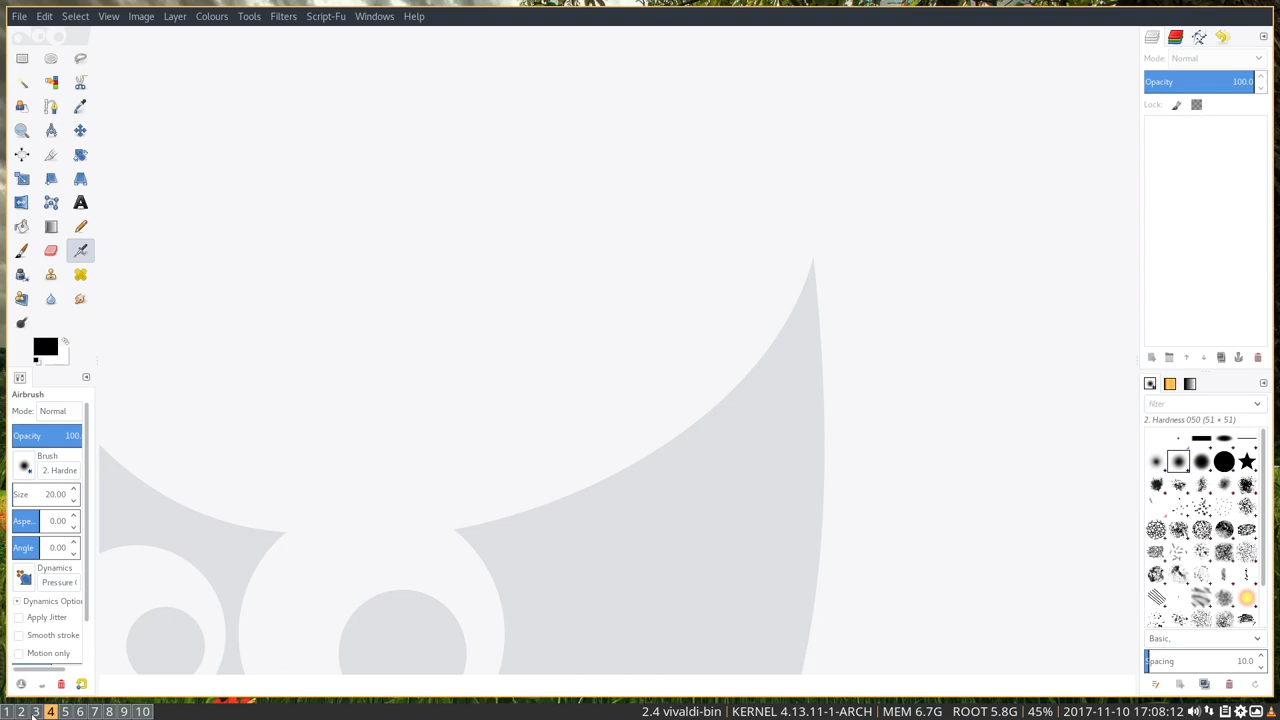 File Edit Select View Image Layer Colours Tools Filters Script-Fu Windows Help
Mode: Normal
Opacity 100.0
Lock:
Airbrush
Mode: Normal
Opacity 100.
Brush
2. Hardne
Size 20.00
Aspe... 0.00
Angle 0.00
Dynamics
Pressure
Dynamics Option
Apply Jitter
Smooth stroke
Motion only
filter
2. Hardness 050 (51 × 51)
Basic,
Spacing 10.0
1 2 3 4 5 6 7 8 9 10
2.4 vivaldi-bin | KERNEL 4.13.11-1-ARCH | MEM 6.7G ROOT 5.8G | 45% | 2017-11-10 17:08:12